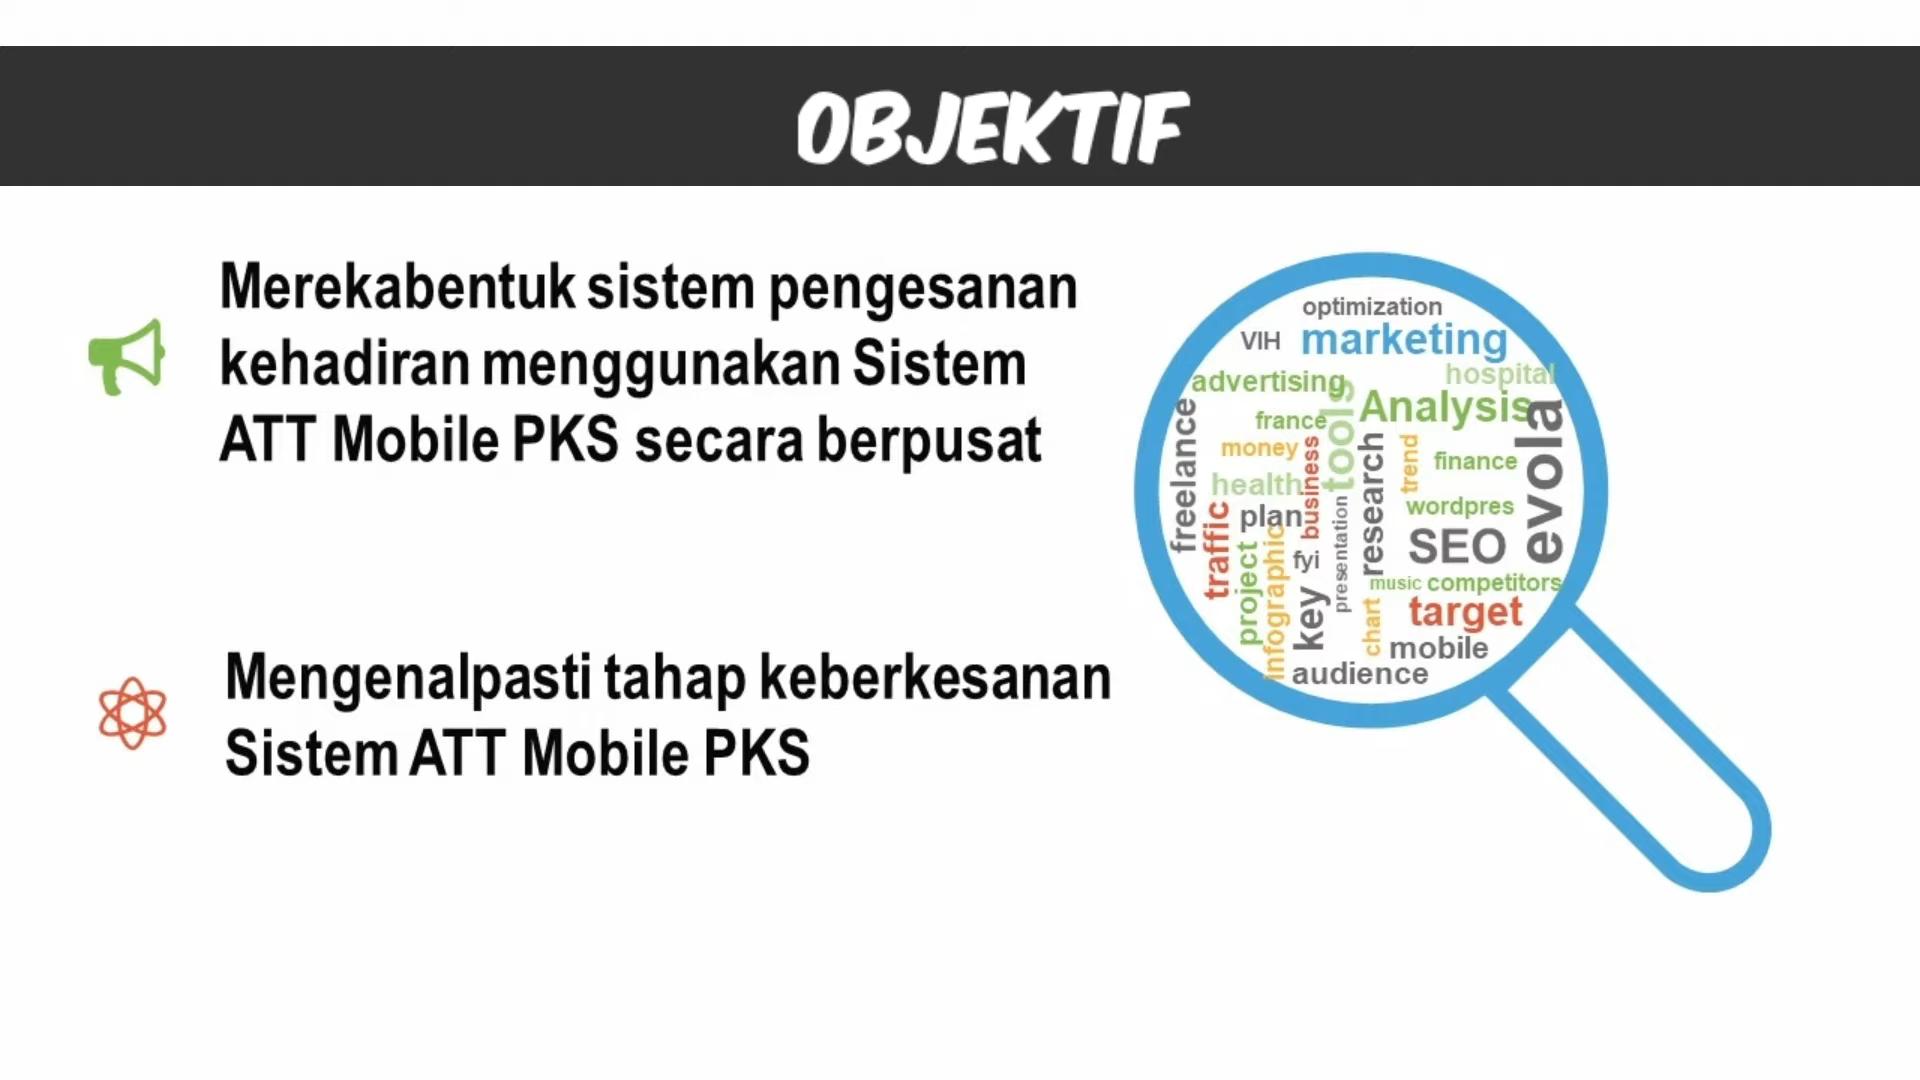 OBJEKTIF
Merekabentuk sistem pengesanan
kehadiran menggunakan Sistem
ATT Mobile PKS secara berpusat
Mengenalpasti tahap keberkesanan
Sistem ATT Mobile PKS
optimization
VIH
marketing
advertising
hospital
france
tools
Analysis
money
freelance
health
business
research
trend
finance
evola
traffic
plan
wordpres
SEO
project
infographic
fyi
presentation
music
competitors
key
chart
target
mobile
audience